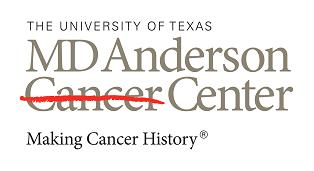 THE UNIVERSITY OF TEXAS
MD Anderson
Cancer Center
Making Cancer History®